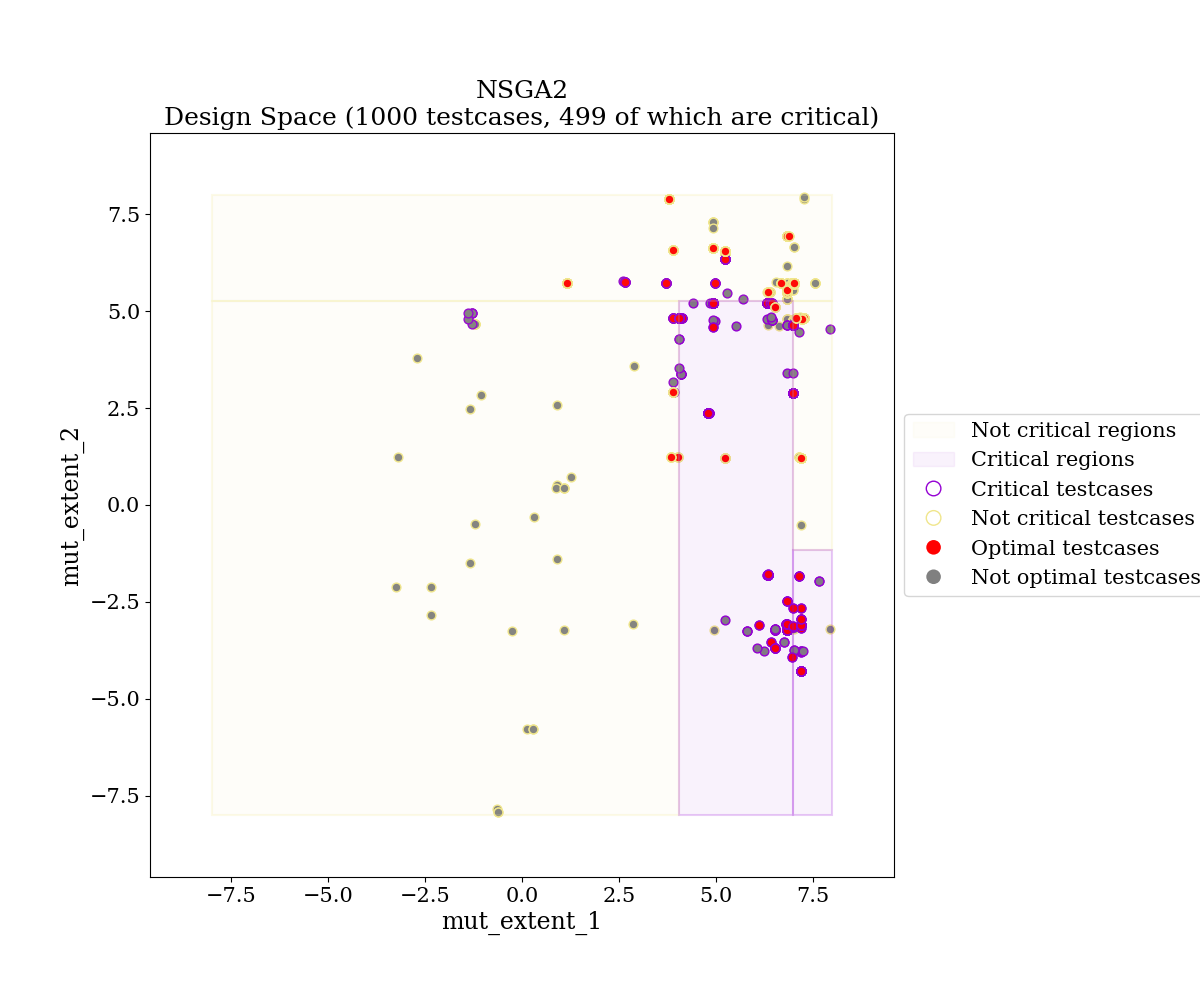 NSGA2
Design Space (1000 testcases, 499 of which are critical)
mut_extent_2
7.5
5.0
2.5
0.0
−2.5
−5.0
−7.5
−7.5
−5.0
−2.5
0.0
2.5
5.0
7.5
mut_extent_1
Not critical regions
Critical regions
Critical testcases
Not critical testcases
Optimal testcases
Not optimal testcases